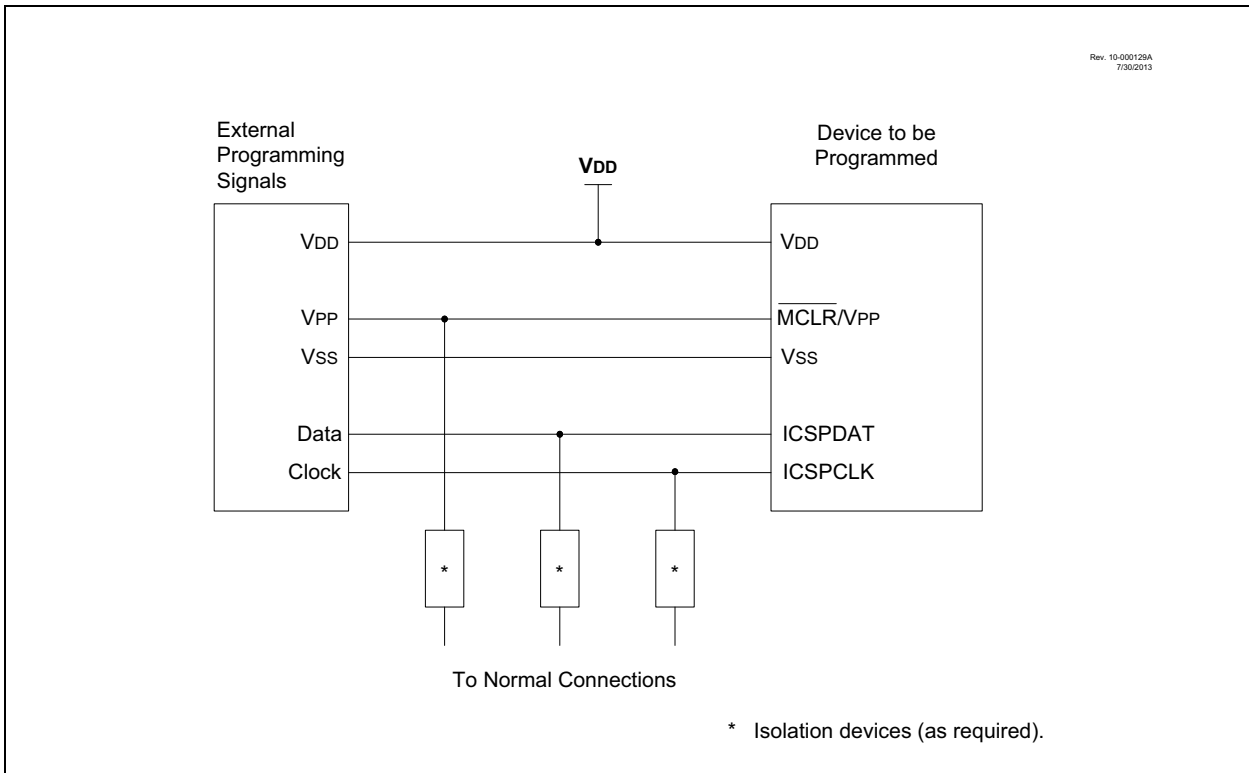 Rev. 10-000129A
7/30/2013
External
Programming
Signals
Device to be
Programmed
VDD
VDD
VDD
VPP
MCLR/VPP
VSS
VSS
Data
ICSPDAT
Clock
ICSPCLK
*
*
*
To Normal Connections
* Isolation devices (as required).